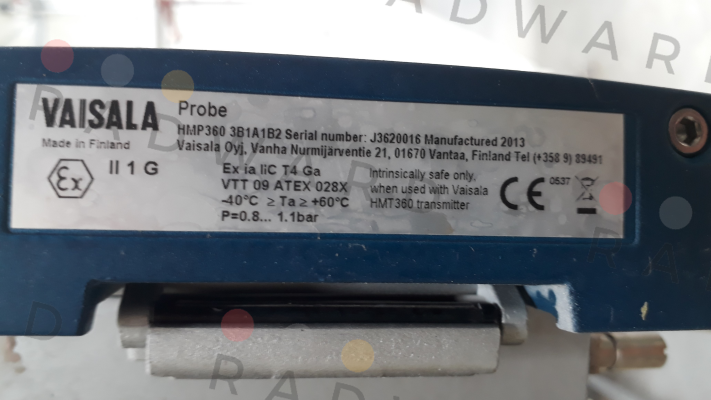 VAISALA Probe
Made in Finland
HMP360 3B1A1B2 Serial number: J3620016 Manufactured 2013
Vaisala Oyj, Vanha Nurmijärventie 21, 01670 Vantaa, Finland Tel (+358 9) 89491
Ex II 1 G
Ex ia IIC T4 Ga
VTT 09 ATEX 028X
-40°C ≥ Ta ≥ +60°C
P=0.8... 1.1bar
Intrinsically safe only.
when used with Vaisala
HMT360 transmitter
CE 0537
RADWARE